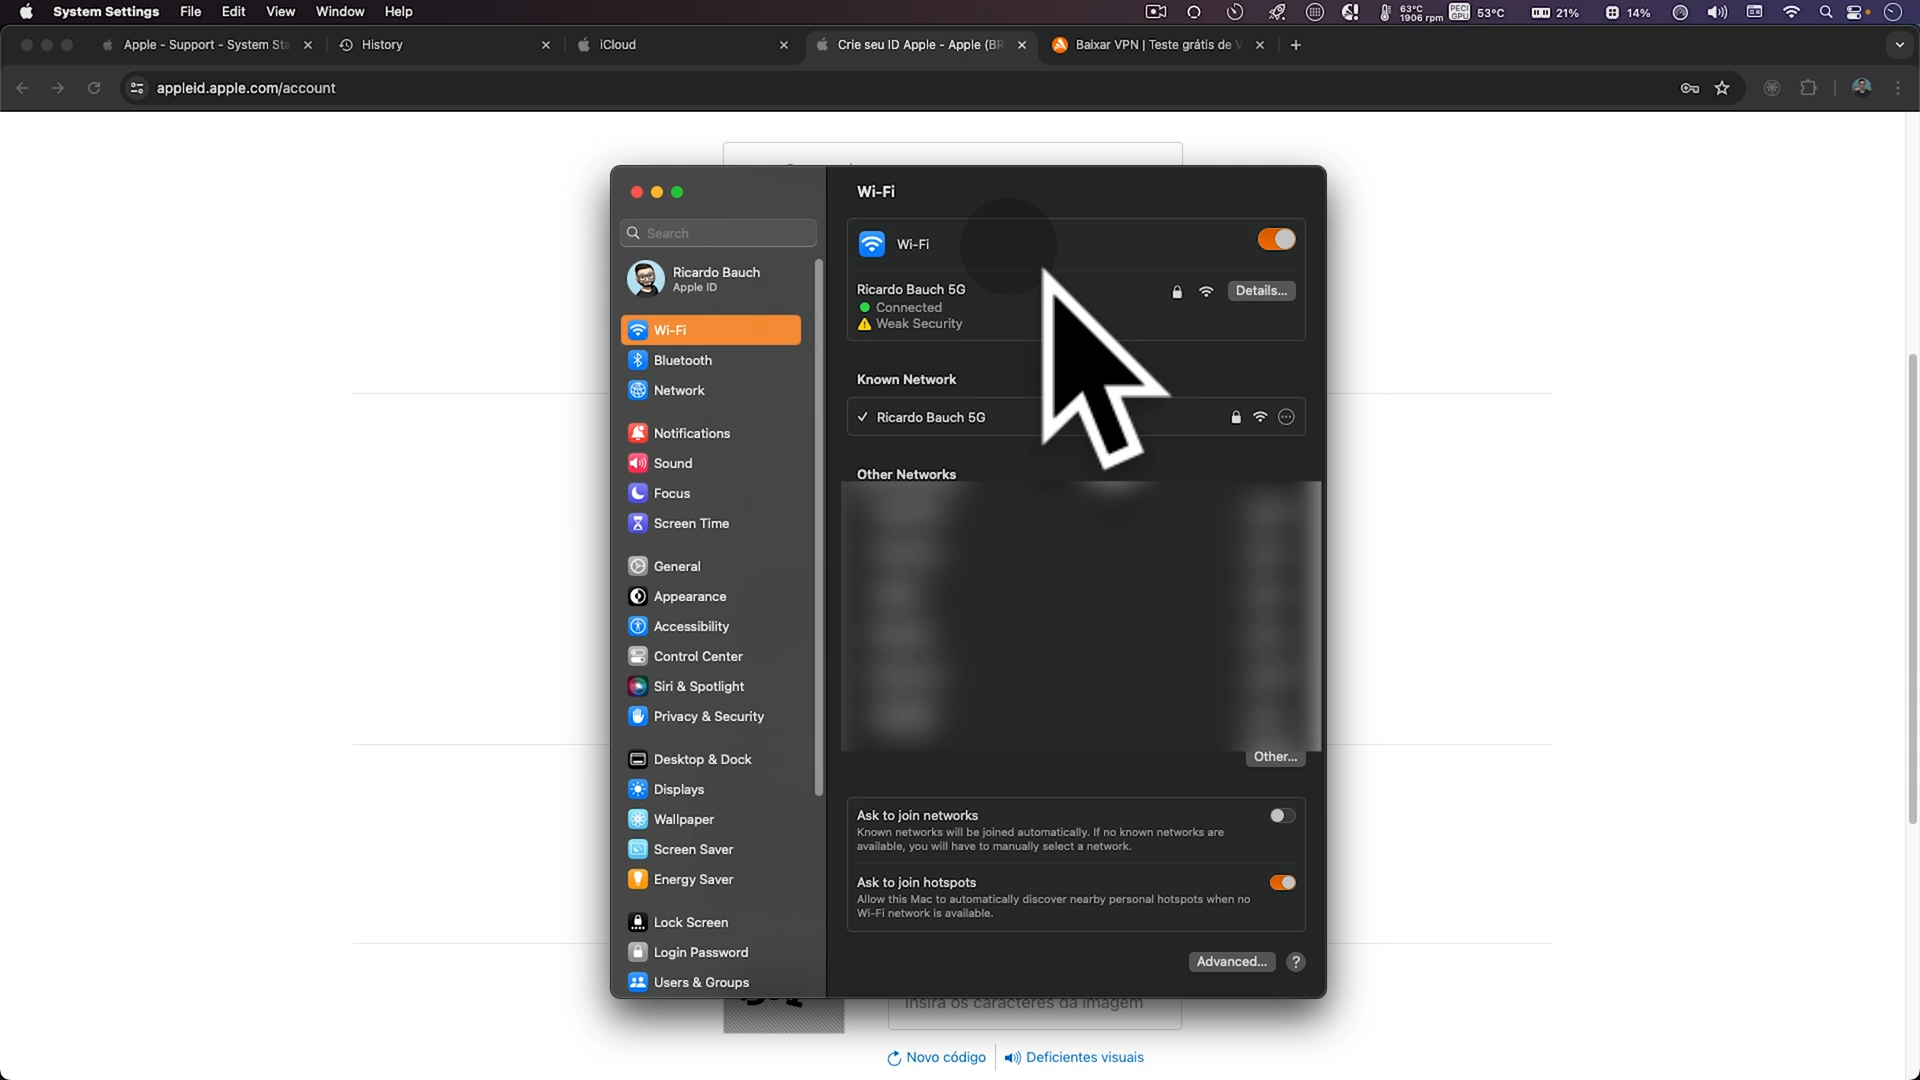 System Settings File Edit View Window Help 63°C 1906 rpm PECI GPU 53°C 21% 14%
Apple - Support - System Sta History iCloud Crie seu ID Apple - Apple (BR Baixar VPN | Teste grátis de V
appleid.apple.com/account
Wi-Fi
Search
Wi-Fi
Ricardo Bauch
Apple ID
Ricardo Bauch 5G Details...
Connected
Weak Security
Wi-Fi
Bluetooth
Network
Notifications
Sound
Focus
Screen Time
General
Appearance
Accessibility
Control Center
Siri & Spotlight
Privacy & Security
Desktop & Dock
Displays
Wallpaper
Screen Saver
Energy Saver
Lock Screen
Login Password
Users & Groups
Known Network
Ricardo Bauch 5G
Other Networks
Other...
Ask to join networks
Known networks will be joined automatically. If no known networks are
available, you will have to manually select a network.
Ask to join hotspots
Allow this Mac to automatically discover nearby personal hotspots when no
Wi-Fi network is available.
Advanced... ?
Insira os caracteres da imagem
Novo código Deficientes visuais